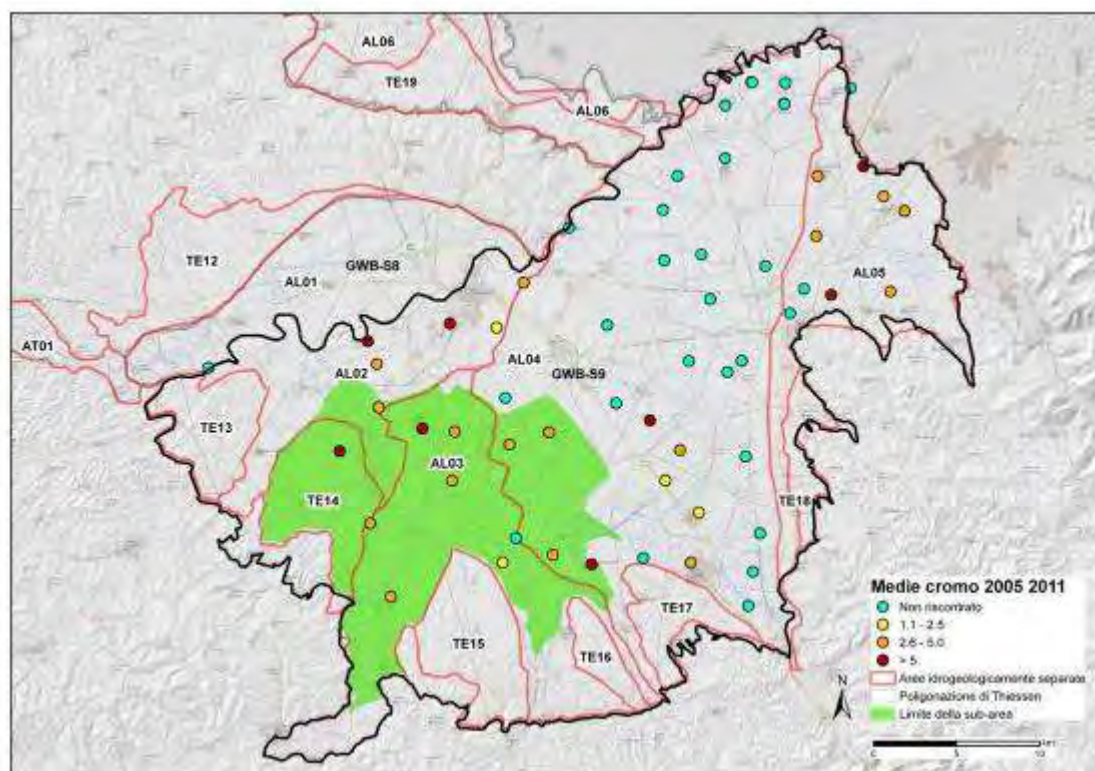 AL06
TE19
AL06
TE12
GWB-S8
AL01
AL05
AT01
AL04
AL02
GWB-S9
TE13
AL03
TE14
TE18
TE17
TE15
TE16
Medie cromo 2005 2011
Non riscontrato
1.1 - 2.5
2.6 - 5.0
> 5
Aree idrogeologicamente separate
Poligonazione di Thiessen
Limite della sub-area
N
0 5 10